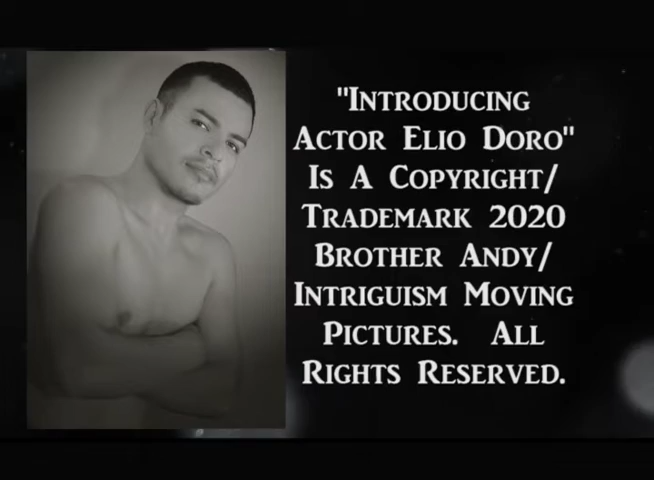 "Introducing
Actor Elio Doro"
Is A Copyright/
Trademark 2020
Brother Andy/
Intriguism Moving
Pictures. All
Rights Reserved.